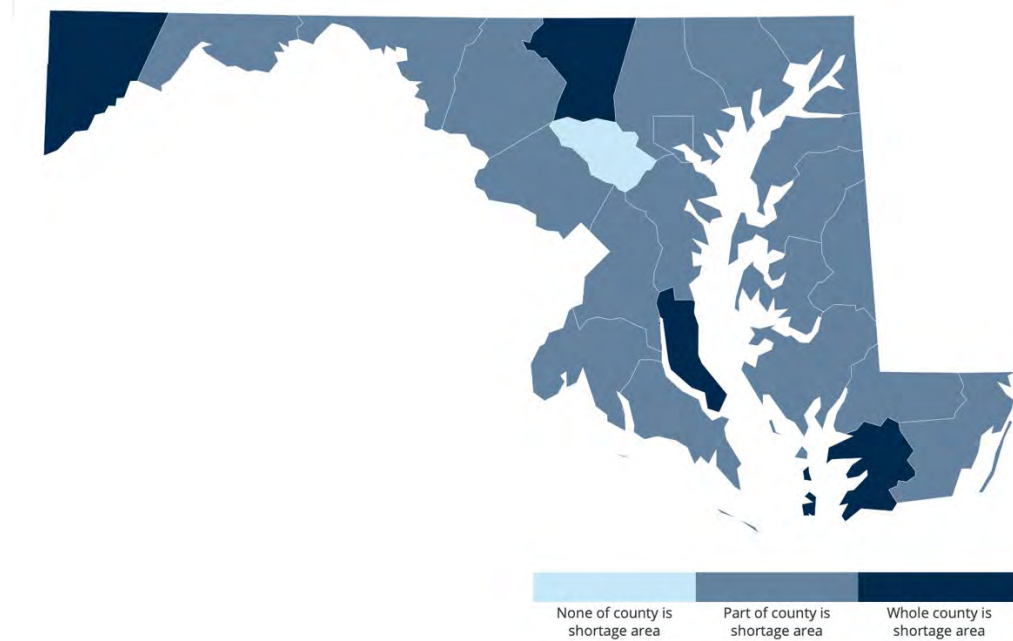 None of county is
shortage area
Part of county is
shortage area
Whole county is
shortage area